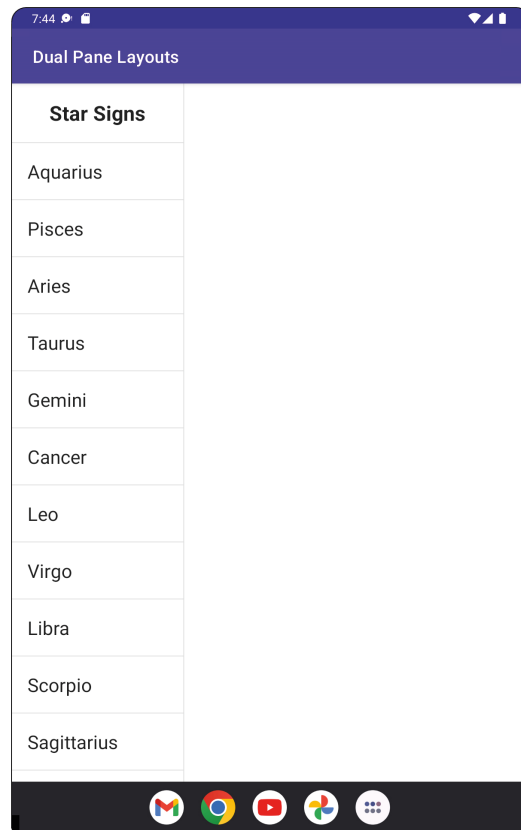 7:44
Dual Pane Layouts
Star Signs
Aquarius
Pisces
Aries
Taurus
Gemini
Cancer
Leo
Virgo
Libra
Scorpio
Sagittarius